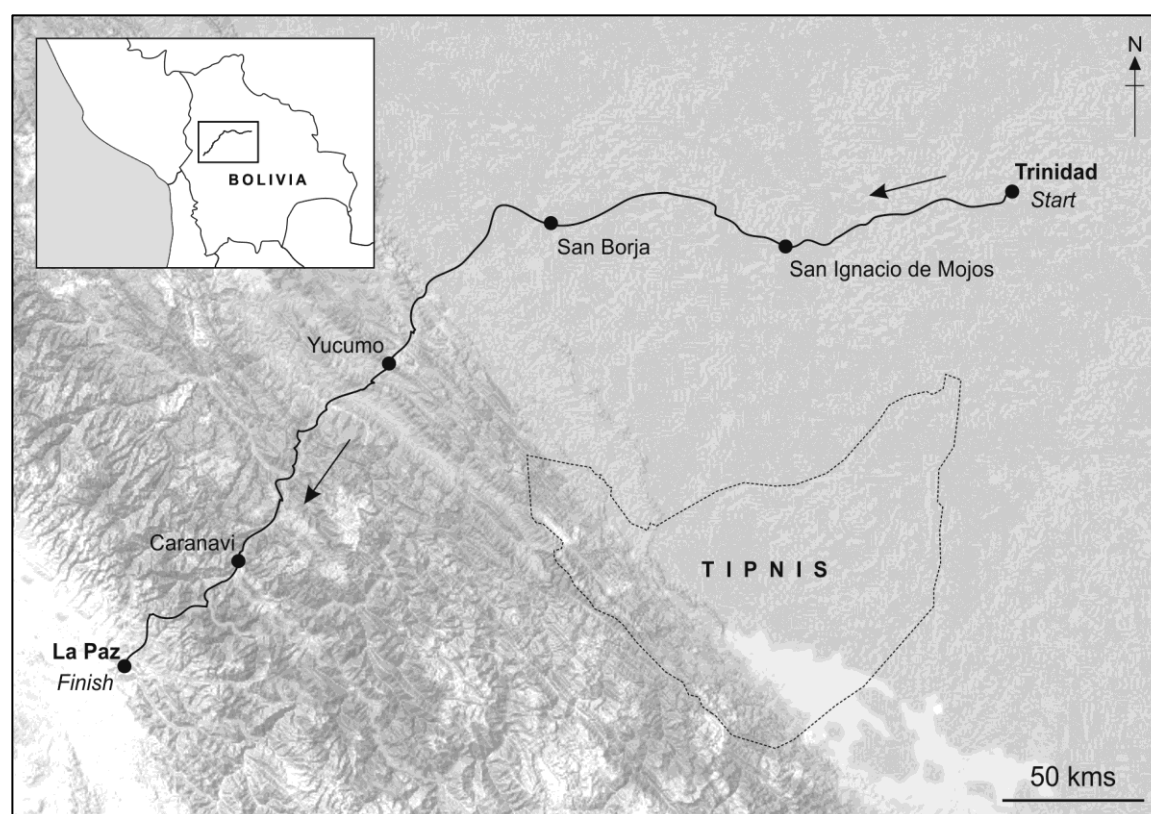 BOLIVIA
N
Trinidad
Start
San Borja
San Ignacio de Mojos
Yucumo
TIPNIS
Caranavi
La Paz
Finish
50 kms